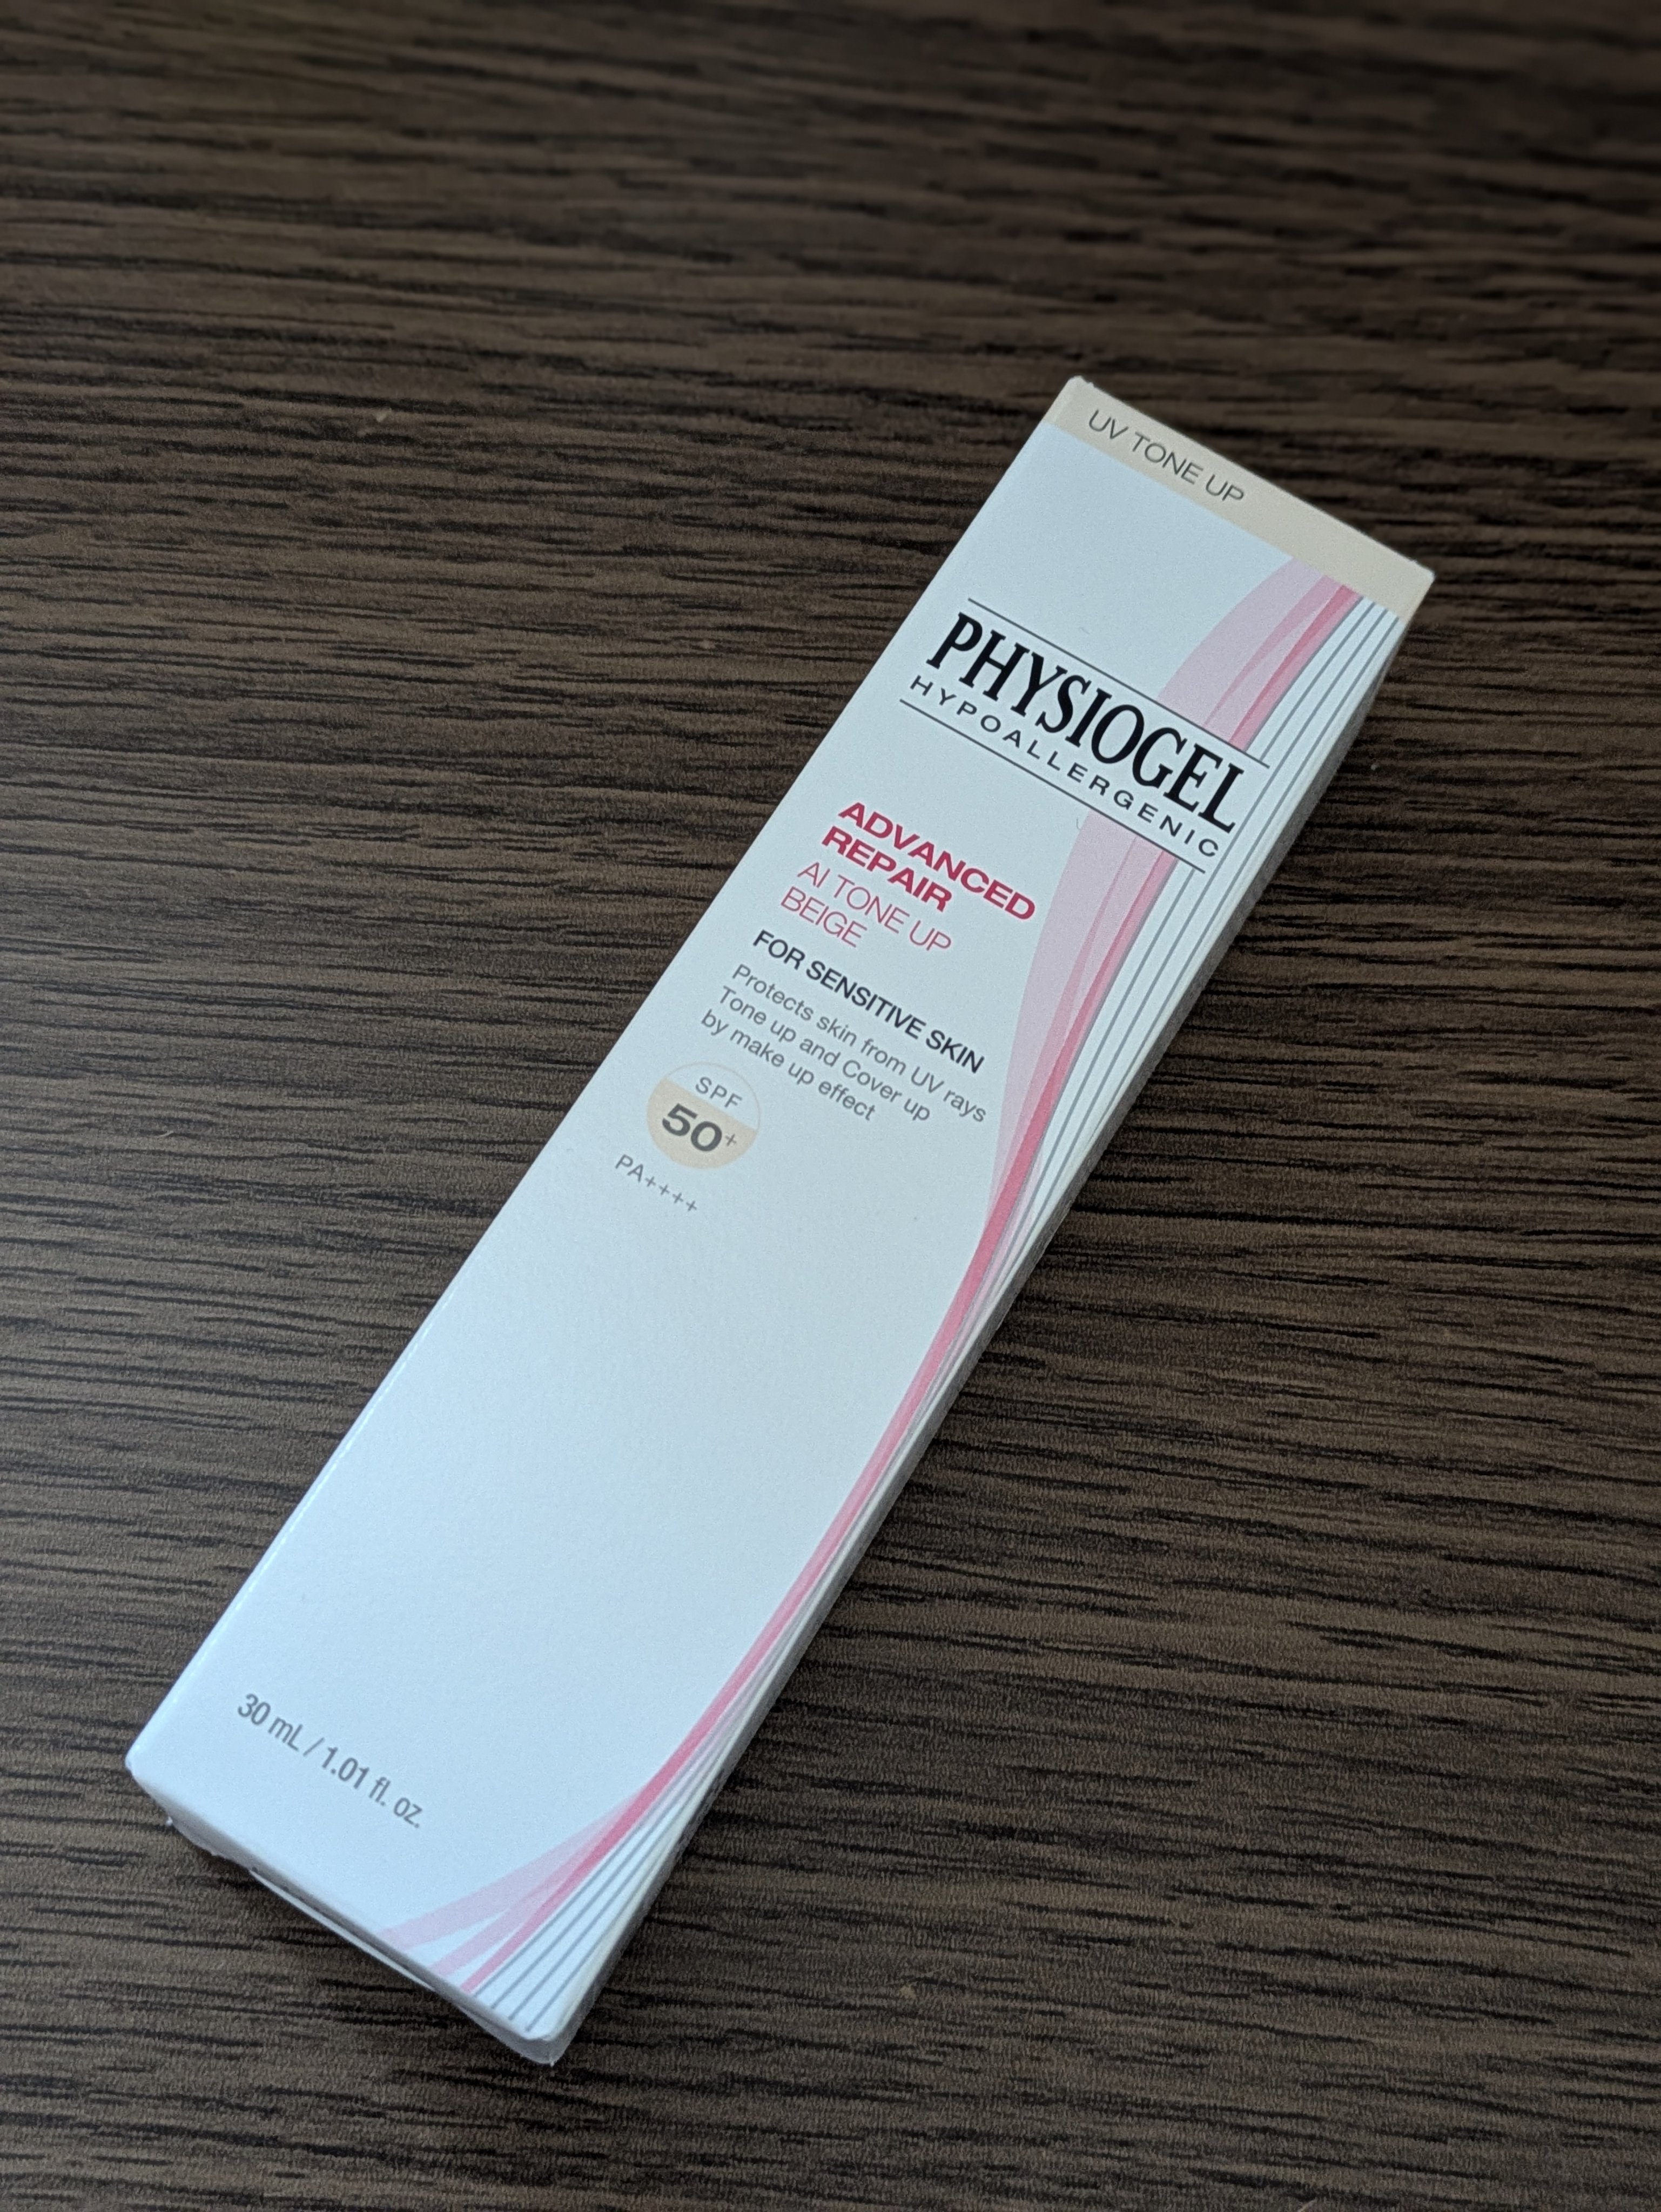 UV TONE UP
PHYSIOGEL
HYPOALLERGENIC
ADVANCED
REPAIR
AI TONE UP
BEIGE
FOR SENSITIVE SKIN
Protects skin from UV rays
Tone up and Cover up
by make up effect
SPF
50+
PA++++
30 mL / 1.01 fl. oz.